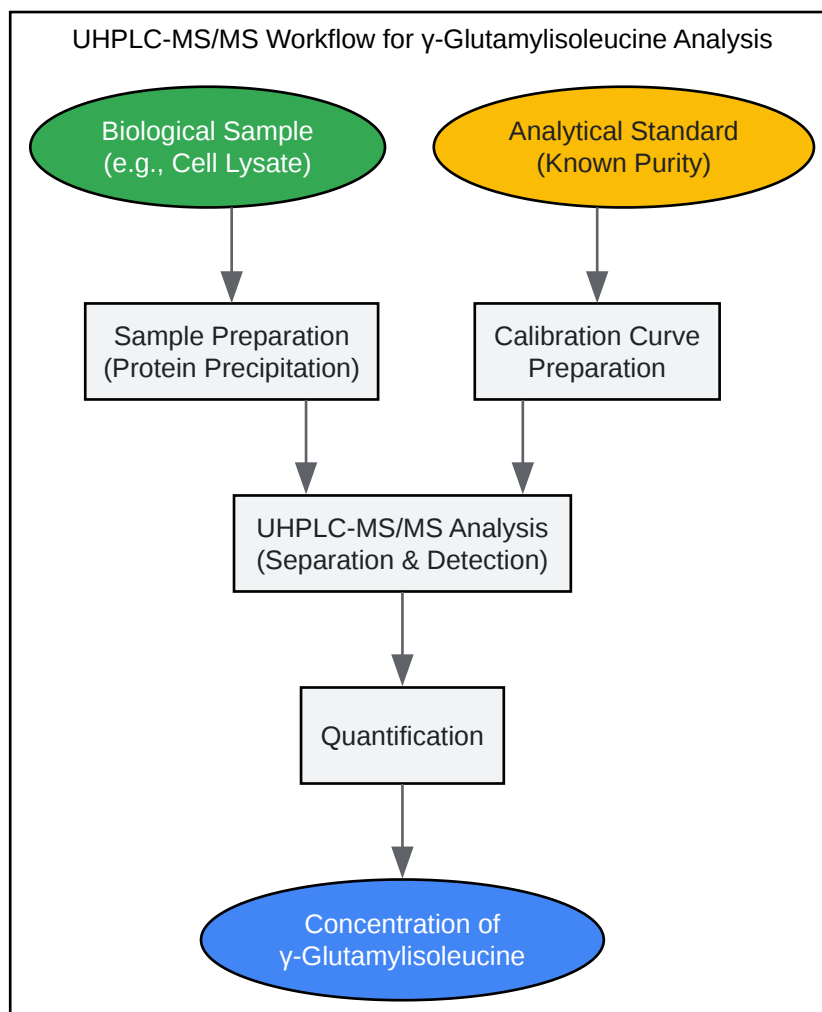 UHPLC-MS/MS Workflow for γ-Glutamylisoleucine Analysis
Biological Sample
(e.g., Cell Lysate)
Analytical Standard
(Known Purity)
Sample Preparation
(Protein Precipitation)
Calibration Curve
Preparation
UHPLC-MS/MS Analysis
(Separation & Detection)
Quantification
Concentration of
γ-Glutamylisoleucine